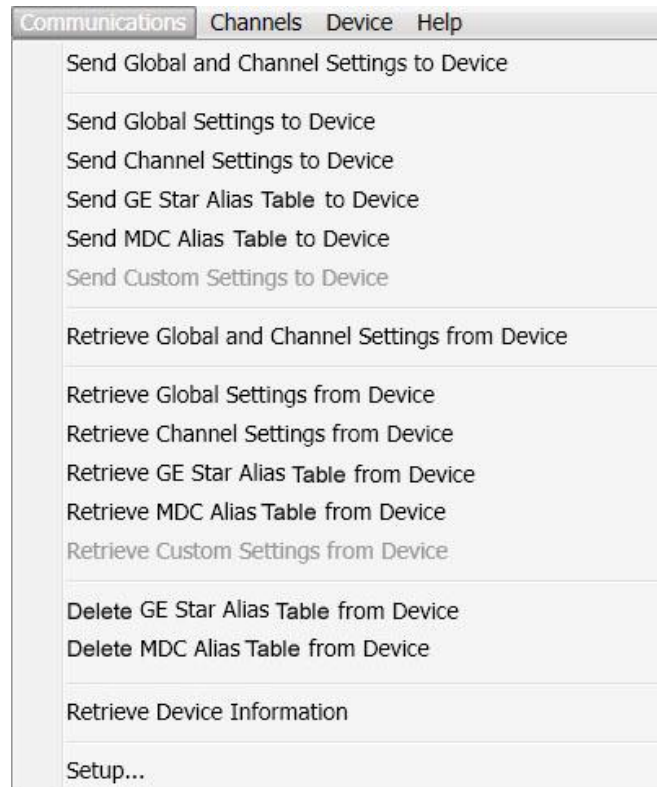 Communications Channels Device Help
Send Global and Channel Settings to Device
Send Global Settings to Device
Send Channel Settings to Device
Send GE Star Alias Table to Device
Send MDC Alias Table to Device
Send Custom Settings to Device
Retrieve Global and Channel Settings from Device
Retrieve Global Settings from Device
Retrieve Channel Settings from Device
Retrieve GE Star Alias Table from Device
Retrieve MDC Alias Table from Device
Retrieve Custom Settings from Device
Delete GE Star Alias Table from Device
Delete MDC Alias Table from Device
Retrieve Device Information
Setup...